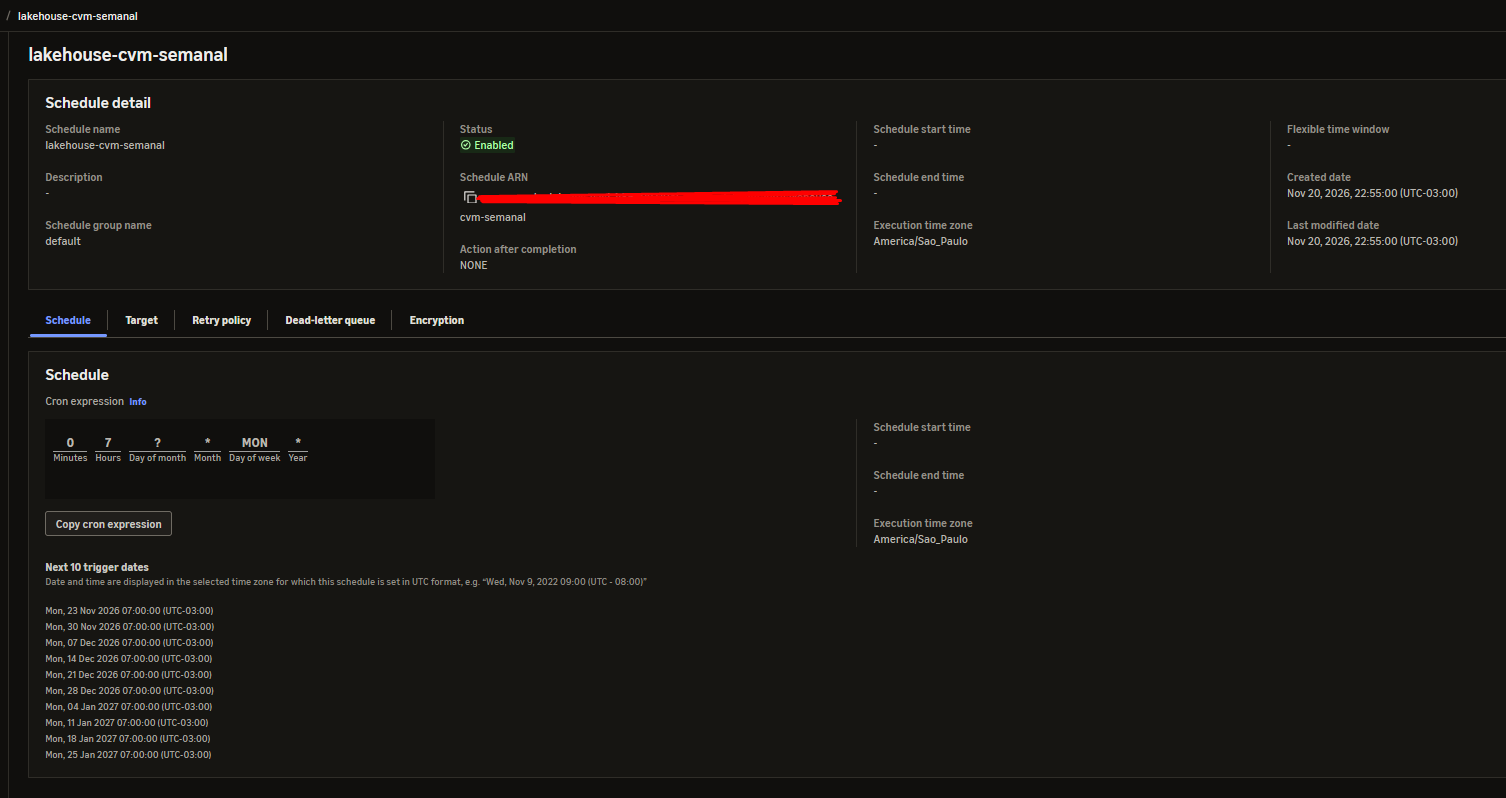 / lakehouse-cvm-semanal
lakehouse-cvm-semanal
Schedule detail
Schedule name
lakehouse-cvm-semanal
Description
-
Schedule group name
default
Status
Enabled
Schedule ARN
cvm-semanal
Action after completion
NONE
Schedule start time
-
Schedule end time
-
Execution time zone
America/Sao_Paulo
Flexible time window
-
Created date
Nov 20, 2026, 22:55:00 (UTC-03:00)
Last modified date
Nov 20, 2026, 22:55:00 (UTC-03:00)
Schedule Target Retry policy Dead-letter queue Encryption
Schedule
Cron expression Info
0 7 ? * MON *
Minutes Hours Day of month Month Day of week Year
Copy cron expression
Schedule start time
-
Schedule end time
-
Execution time zone
America/Sao_Paulo
Next 10 trigger dates
Date and time are displayed in the selected time zone for which this schedule is set in UTC format, e.g. “Wed, Nov 9, 2022 09:00 (UTC - 08:00)”
Mon, 23 Nov 2026 07:00:00 (UTC-03:00)
Mon, 30 Nov 2026 07:00:00 (UTC-03:00)
Mon, 07 Dec 2026 07:00:00 (UTC-03:00)
Mon, 14 Dec 2026 07:00:00 (UTC-03:00)
Mon, 21 Dec 2026 07:00:00 (UTC-03:00)
Mon, 28 Dec 2026 07:00:00 (UTC-03:00)
Mon, 04 Jan 2027 07:00:00 (UTC-03:00)
Mon, 11 Jan 2027 07:00:00 (UTC-03:00)
Mon, 18 Jan 2027 07:00:00 (UTC-03:00)
Mon, 25 Jan 2027 07:00:00 (UTC-03:00)